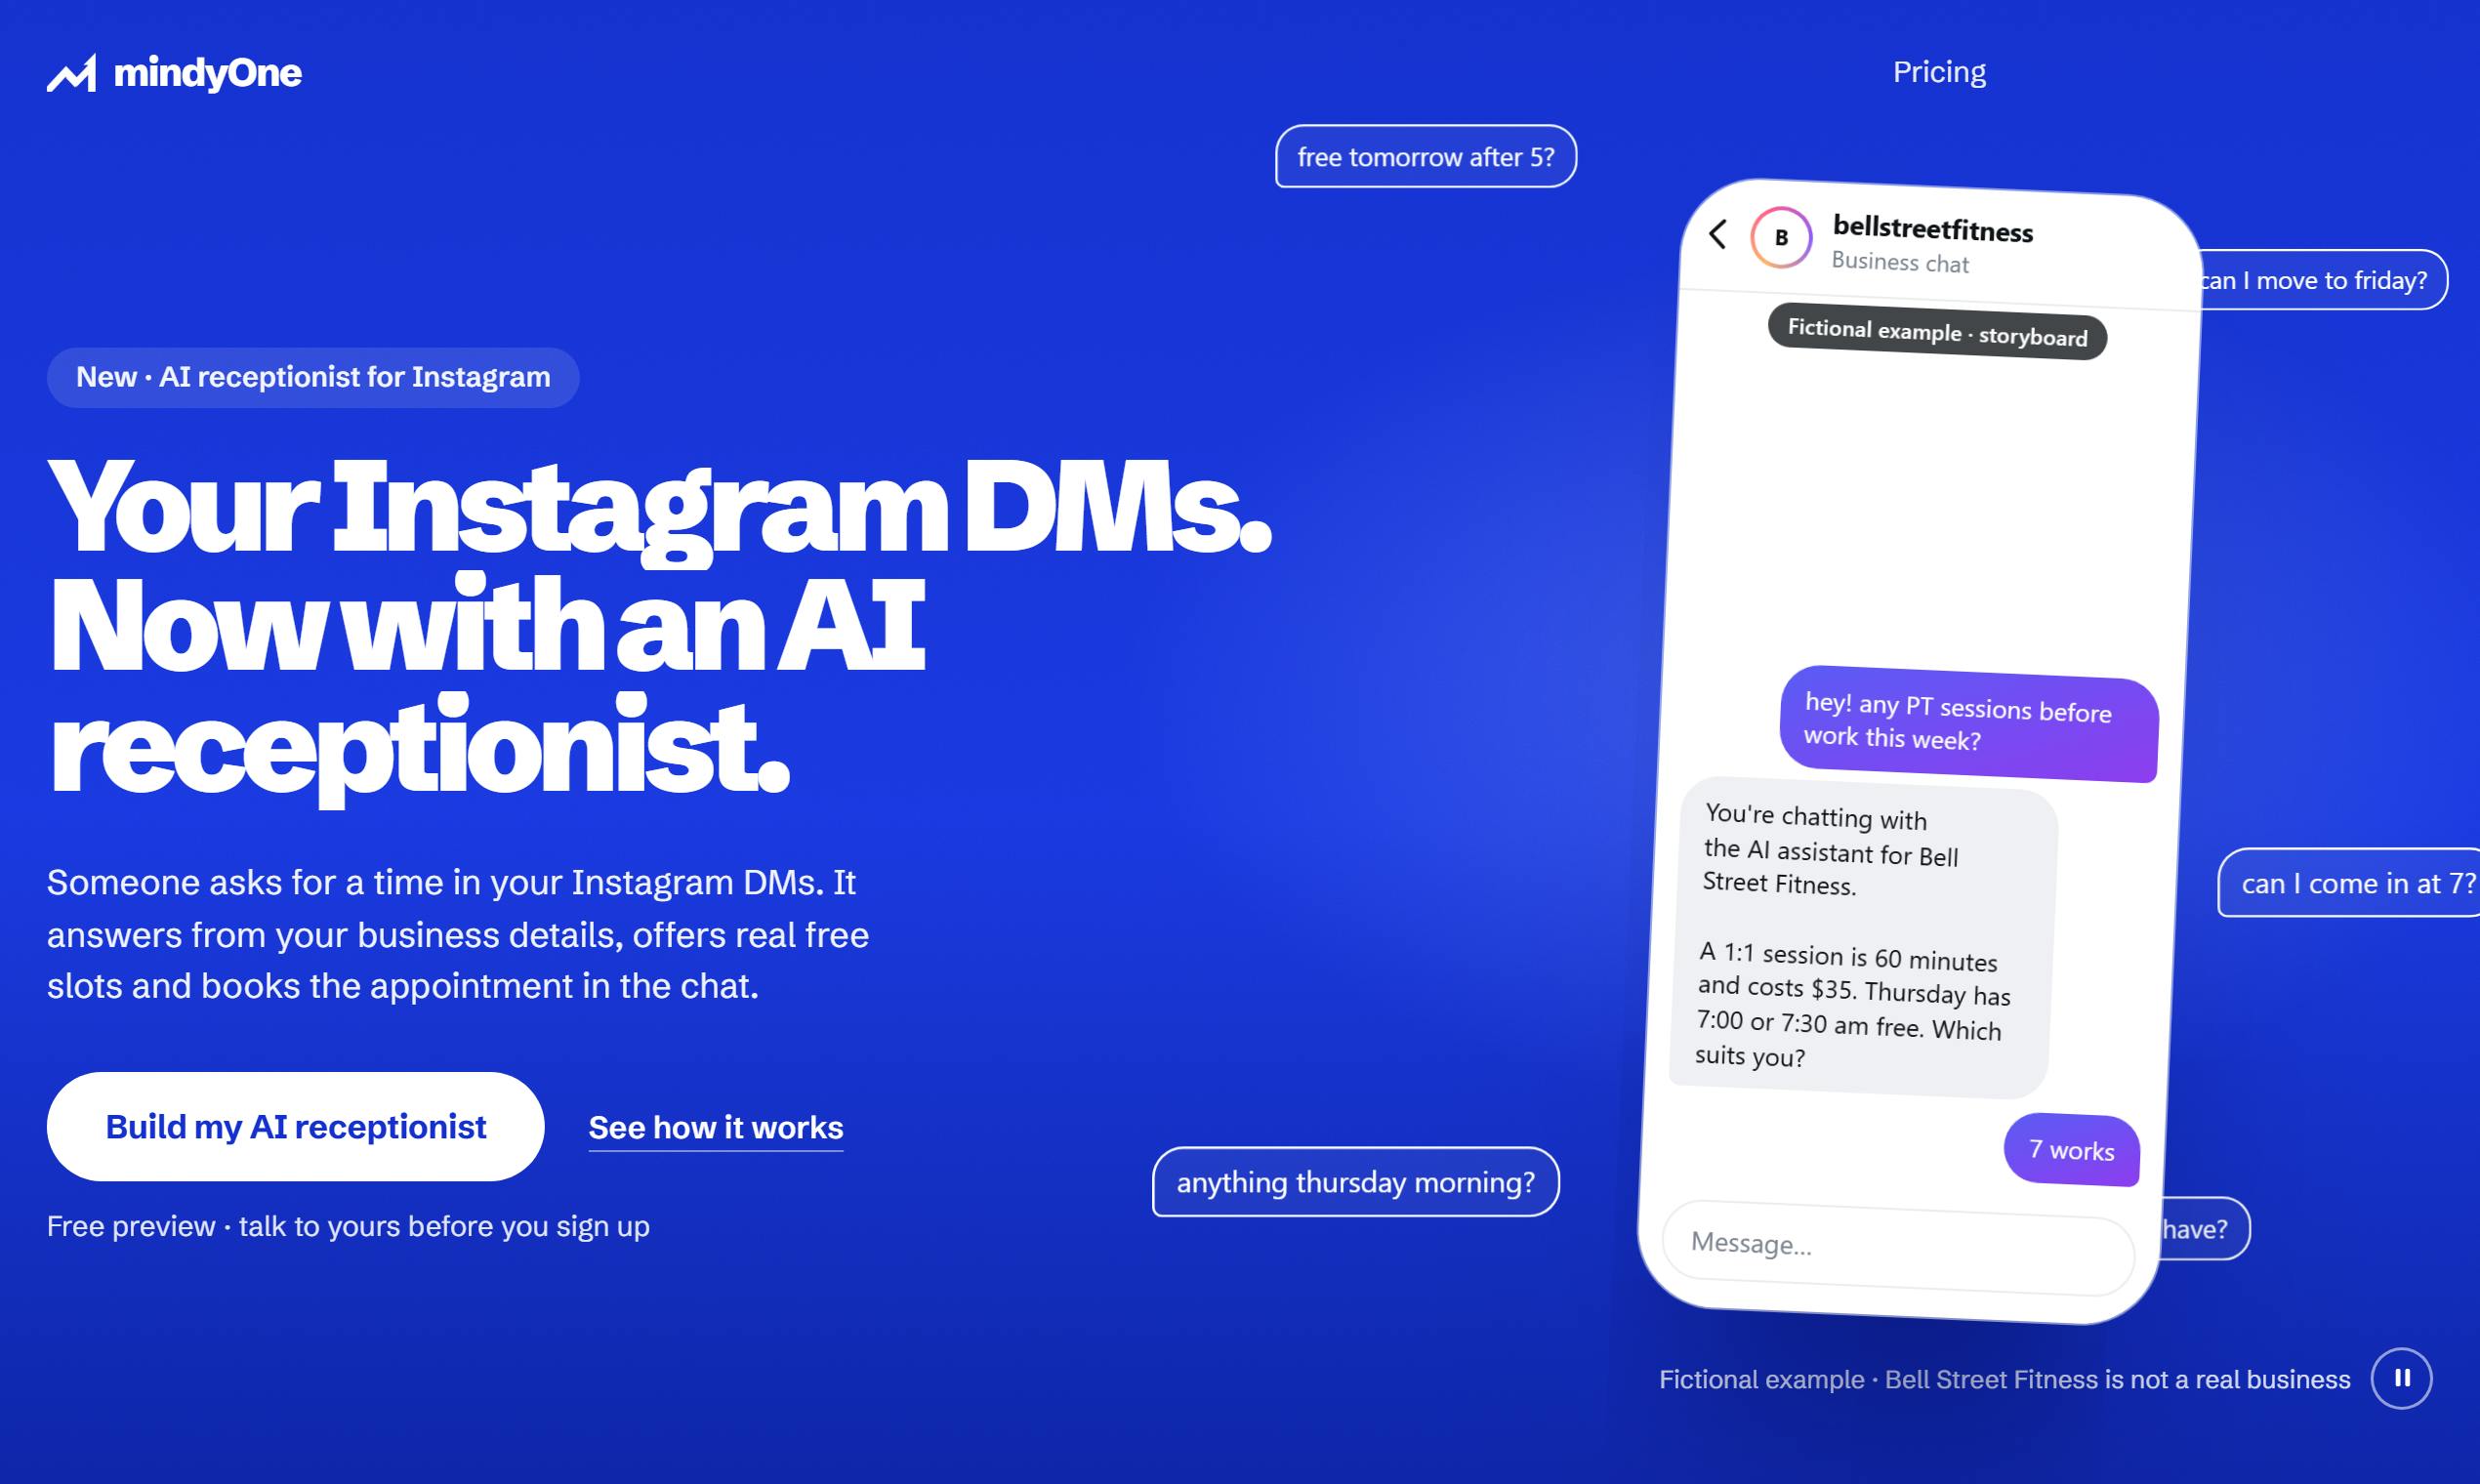 mindyOne
Pricing
free tomorrow after 5?
can I move to friday?
New · AI receptionist for Instagram
Your Instagram DMs.
Now with an AI
receptionist.
Someone asks for a time in your Instagram DMs. It
answers from your business details, offers real free
slots and books the appointment in the chat.
Build my AI receptionist
See how it works
Free preview · talk to yours before you sign up
anything thursday morning?
B
bellstreetfitness
Business chat
Fictional example · storyboard
hey! any PT sessions before
work this week?
You're chatting with
the AI assistant for Bell
Street Fitness.
A 1:1 session is 60 minutes
and costs $35. Thursday has
7:00 or 7:30 am free. Which
suits you?
7 works
Message...
can I come in at 7?
have?
Fictional example · Bell Street Fitness is not a real business